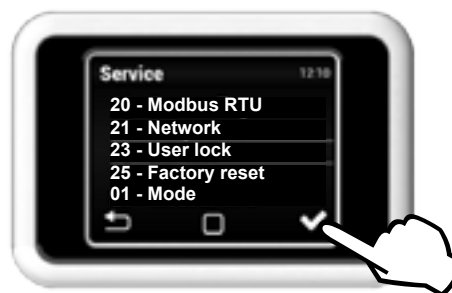 Service 12:10
20 - Modbus RTU
21 - Network
23 - User lock
25 - Factory reset
01 - Mode